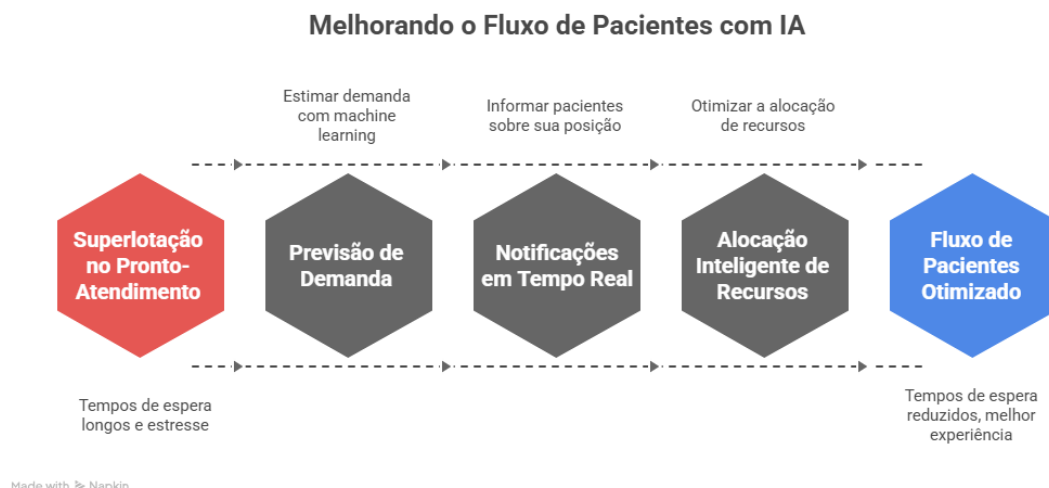 Melhorando o Fluxo de Pacientes com IA
Estimar demanda
com machine
learning
Informar pacientes
sobre sua posição
Otimizar a alocação
de recursos
Superlotação
no Pronto-
Atendimento
Previsão de
Demanda
Notificações
em Tempo Real
Alocação
Inteligente de
Recursos
Fluxo de
Pacientes
Otimizado
Tempos de espera
longos e estresse
Tempos de espera
reduzidos, melhor
experiência
Made with Napkin